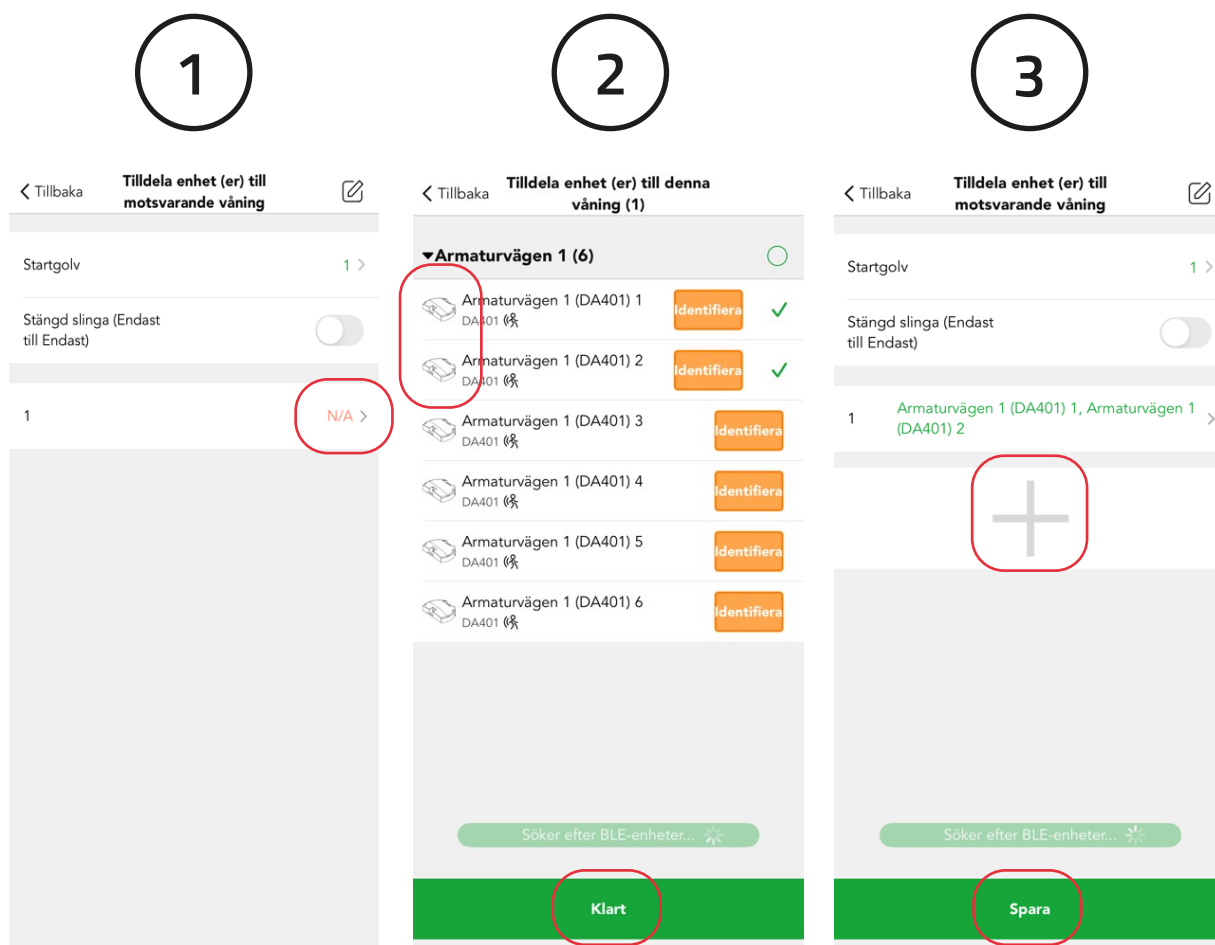 1
2
3
Tillbaka
Tilldela enhet (er) till
motsvarande våning
Startgolv
1 >
Stängd slinga (Endast
till Endast)
1
N/A >
Tillbaka
Tilldela enhet (er) till denna
våning (1)
Armaturvägen 1 (6)
Armaturvägen 1 (DA401) 1
DA401
Identifiera
Armaturvägen 1 (DA401) 2
DA401
Identifiera
Armaturvägen 1 (DA401) 3
DA401
Identifiera
Armaturvägen 1 (DA401) 4
DA401
Identifiera
Armaturvägen 1 (DA401) 5
DA401
Identifiera
Armaturvägen 1 (DA401) 6
DA401
Identifiera
Söker efter BLE-enheter...
Klart
Tillbaka
Tilldela enhet (er) till
motsvarande våning
Startgolv
1 >
Stängd slinga (Endast
till Endast)
1
Armaturvägen 1 (DA401) 1, Armaturvägen 1
(DA401) 2
Söker efter BLE-enheter...
Spara